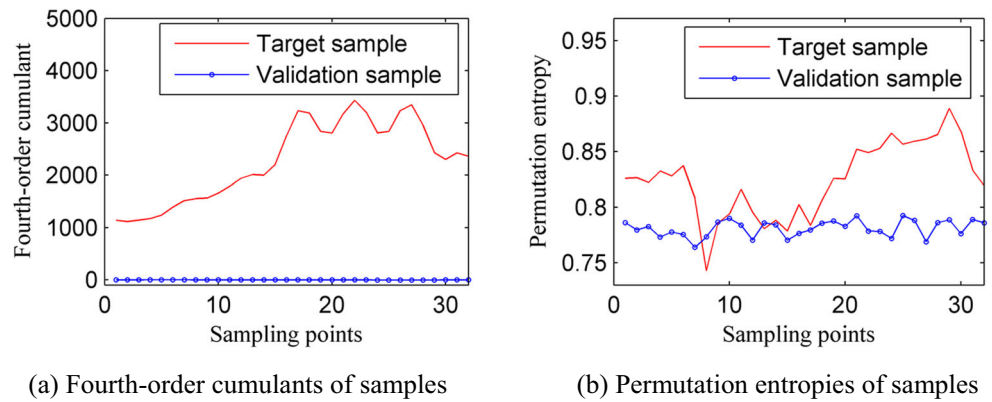 5000
4000
3000
2000
1000
0
0
10
20
30
Fourth-order cumulant
Sampling points
Target sample
Validation sample
(a) Fourth-order cumulants of samples
0.95
0.9
0.85
0.8
0.75
0
10
20
30
Permutation entropy
Sampling points
Target sample
Validation sample
(b) Permutation entropies of samples